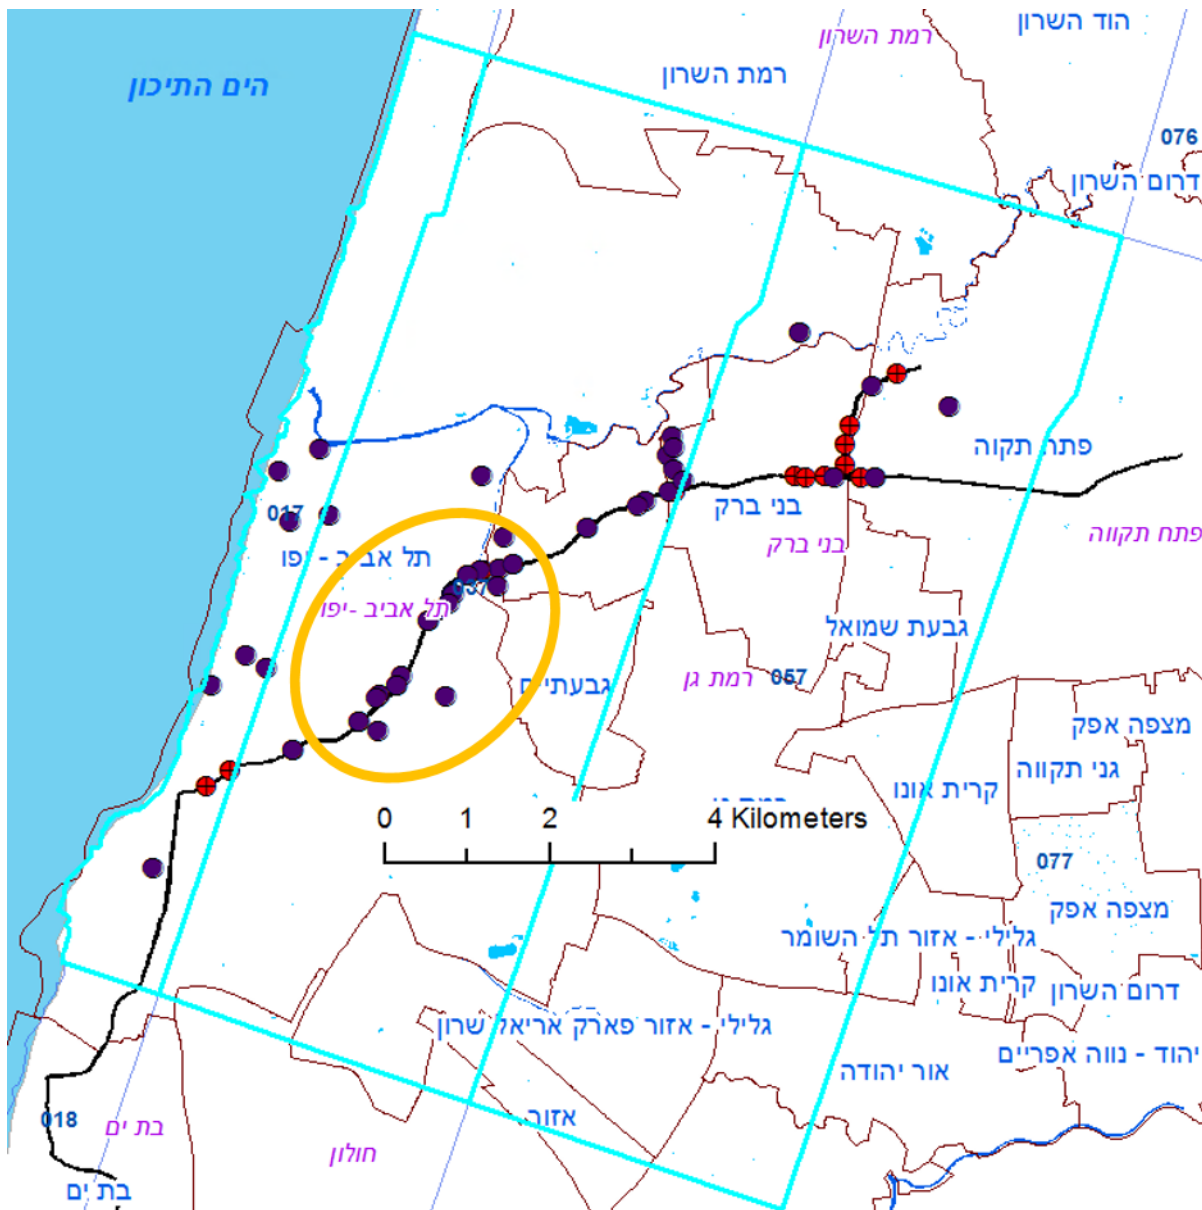 הוד השרון
רמת השרון
רמת השרון
הים התיכון
076
דרום השרון
פתח תקוה
017
בני ברק
פתח תקווה
בני ברק
תל אביב - יפו
037
תל אביב -יפו
גבעת שמואל
רמת גן
057
גבעתיים
מצפה אפק
גני תקווה
קרית אונו
0 1 2 4 Kilometers
077
מצפה אפק
גלילי - אזור תל השומר
קרית אונו
דרום השרון
גלילי - אזור פארק אריאל שרון
יהוד - נווה אפריים
אור יהודה
018
בת ים
אזור
חולון
בת ים